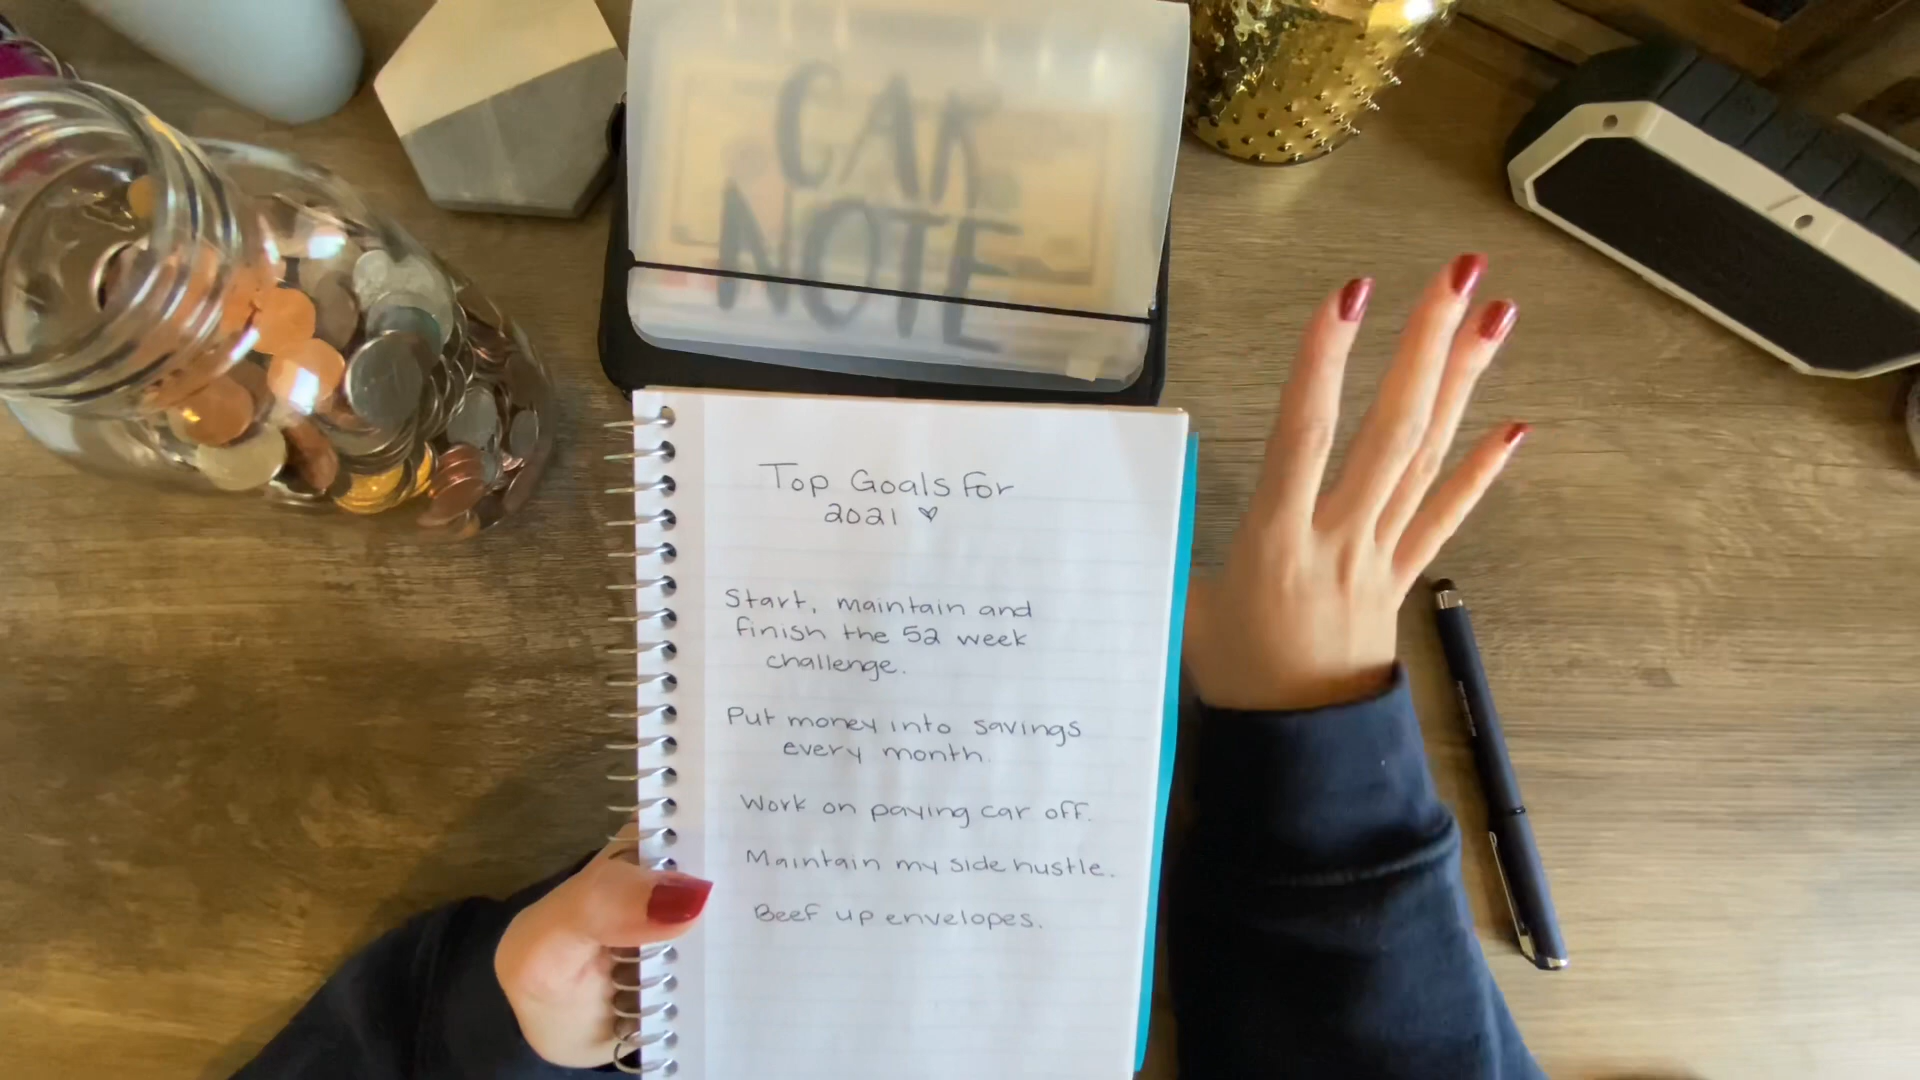 CAR
NOTE
Top Goals For
2021 ♡
Start, maintain and
finish the 52 week
challenge.
Put money into savings
every month.
Work on paying car off.
Maintain my side hustle.
Beef up envelopes.